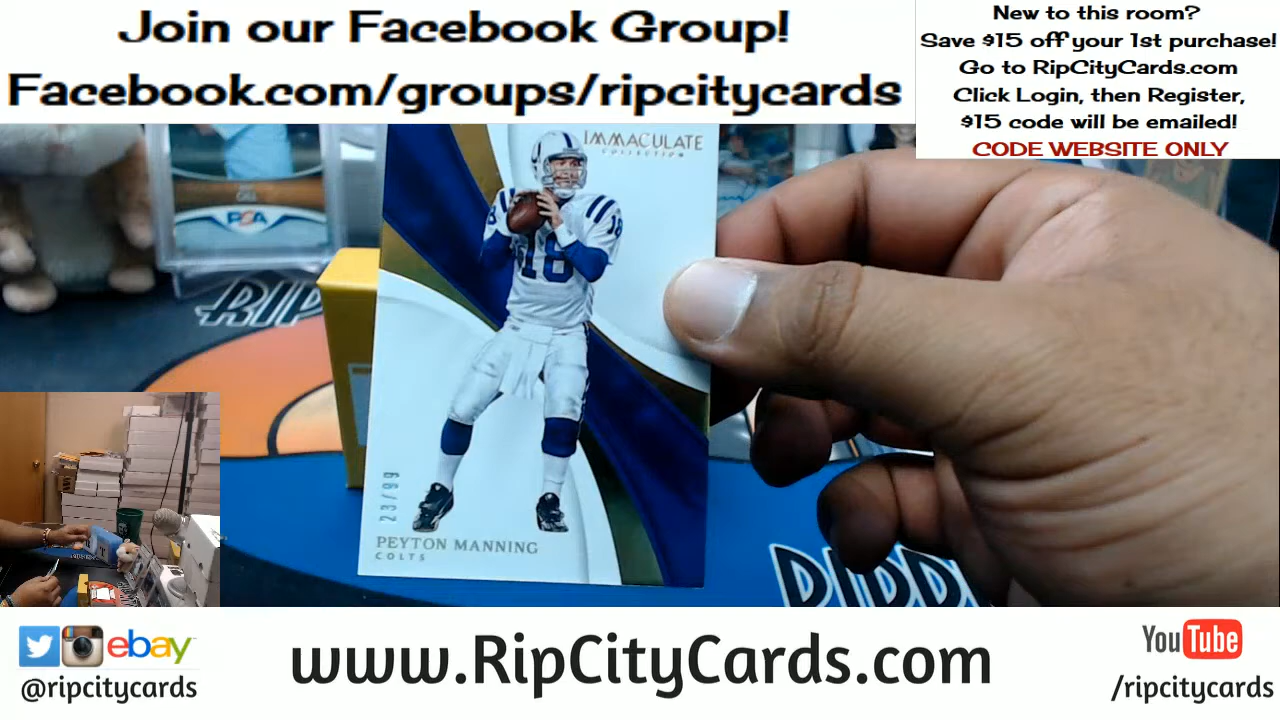 Join our Facebook Group!
Facebook.com/groups/ripcitycards
New to this room?
Save $15 off your 1st purchase!
Go to RipCityCards.com
Click Login, then Register,
$15 code will be emailed!
CODE WEBSITE ONLY
IMMACULATE
COLLECTION
PSA
RIP
18
18
23/99
PEYTON MANNING
COLTS
ebay
@ripcitycards
www.RipCityCards.com
YouTube
/ripcitycards